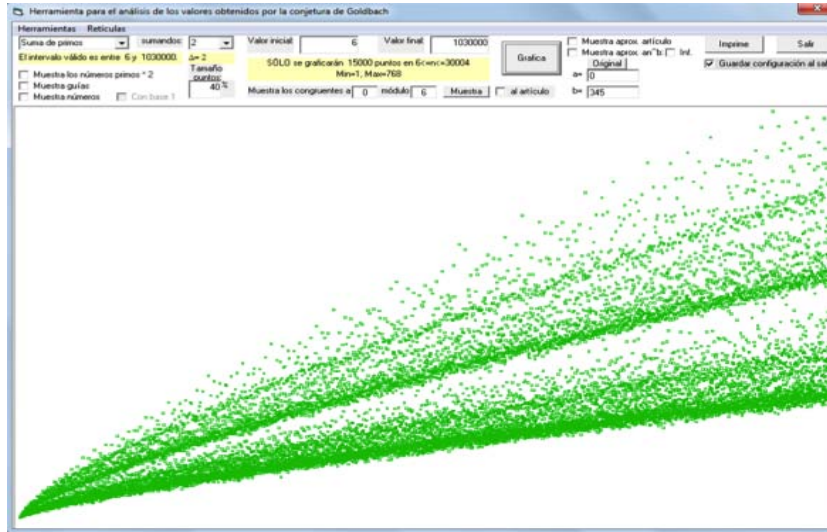 Herramienta para el análisis de los valores obtenidos por la conjetura de Goldbach
Herramientas Retículas
Suma de primos sumandos: 2 Valor inicial: 6 Valor final: 1030000 Grafica Muestra aprox. artículo Imprime Salir
El intervalo válido es entre 6 y 1030000. Δ= 2 Muestra aprox. an^b Int.
SÓLO se graficarán 15000 puntos en 6<=n<=30004 Original Guardar configuración al sali
Muestra los números primos * 2 Tamaño puntos: Min=1, Max=768 a= 0
Muestra guías 40 %
Muestra números Con base 1 Muestra los congruentes a 0 módulo 6 Muestra al artículo b= 345